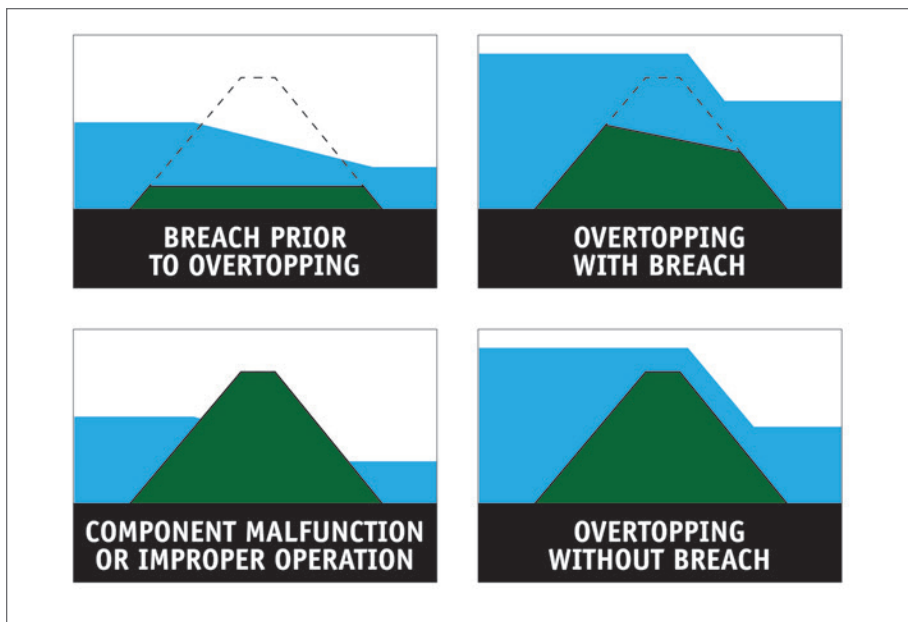 BREACH PRIOR
TO OVERTOPPING
OVERTOPPING
WITH BREACH
COMPONENT MALFUNCTION
OR IMPROPER OPERATION
OVERTOPPING
WITHOUT BREACH